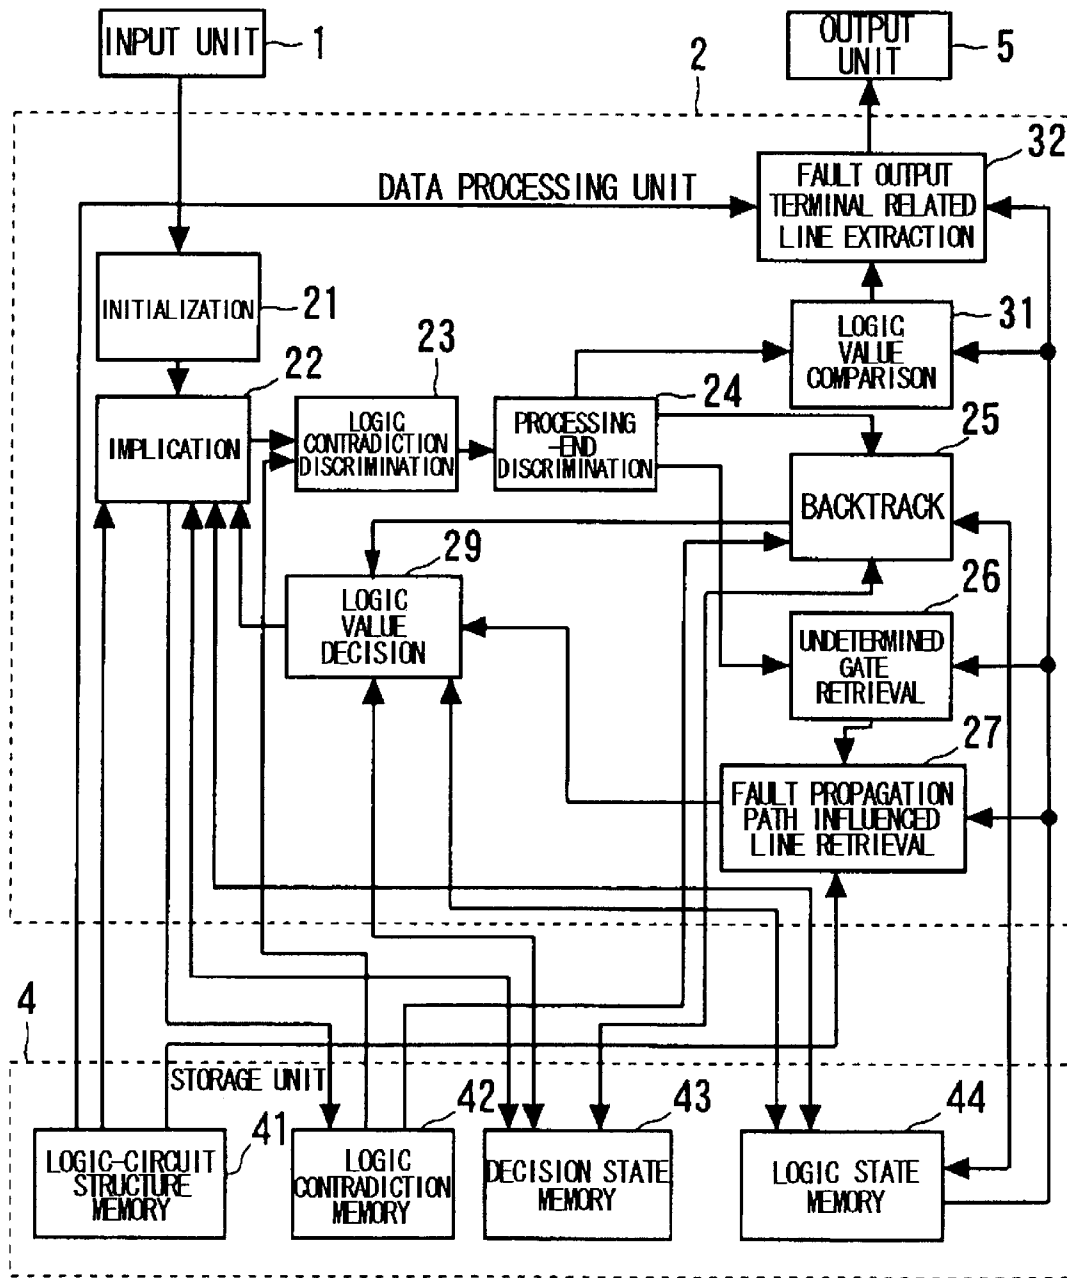 INPUT UNIT
1
OUTPUT
UNIT
5
2
32
DATA PROCESSING UNIT
FAULT OUTPUT
TERMINAL RELATED
LINE EXTRACTION
INITIALIZATION
21
31
LOGIC
VALUE
COMPARISON
22
23
24
25
IMPLICATION
LOGIC
CONTRADICTION
DISCRIMINATION
PROCESSING
-END
DISCRIMINATION
BACKTRACK
29
LOGIC
VALUE
DECISION
26
UNDETERMINED
GATE
RETRIEVAL
27
FAULT PROPAGATION
PATH INFLUENCED
LINE RETRIEVAL
4
STORAGE UNIT
41
42
43
44
LOGIC-CIRCUIT
STRUCTURE
MEMORY
LOGIC
CONTRADICTION
MEMORY
DECISION STATE
MEMORY
LOGIC STATE
MEMORY